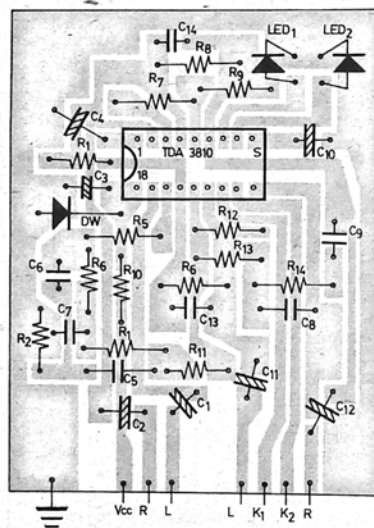 C14
LED1
LED2
R8
R7
R9
C4
R1
1 TDA 3810 S
18
C10
C3
DW
R5
R12
C9
R13
C6
R6
R10
R6
R14
C7
C13
C8
R2
R1
C5
R11
C11
C2
C1
C12
Vcc R L L K1 K2 R